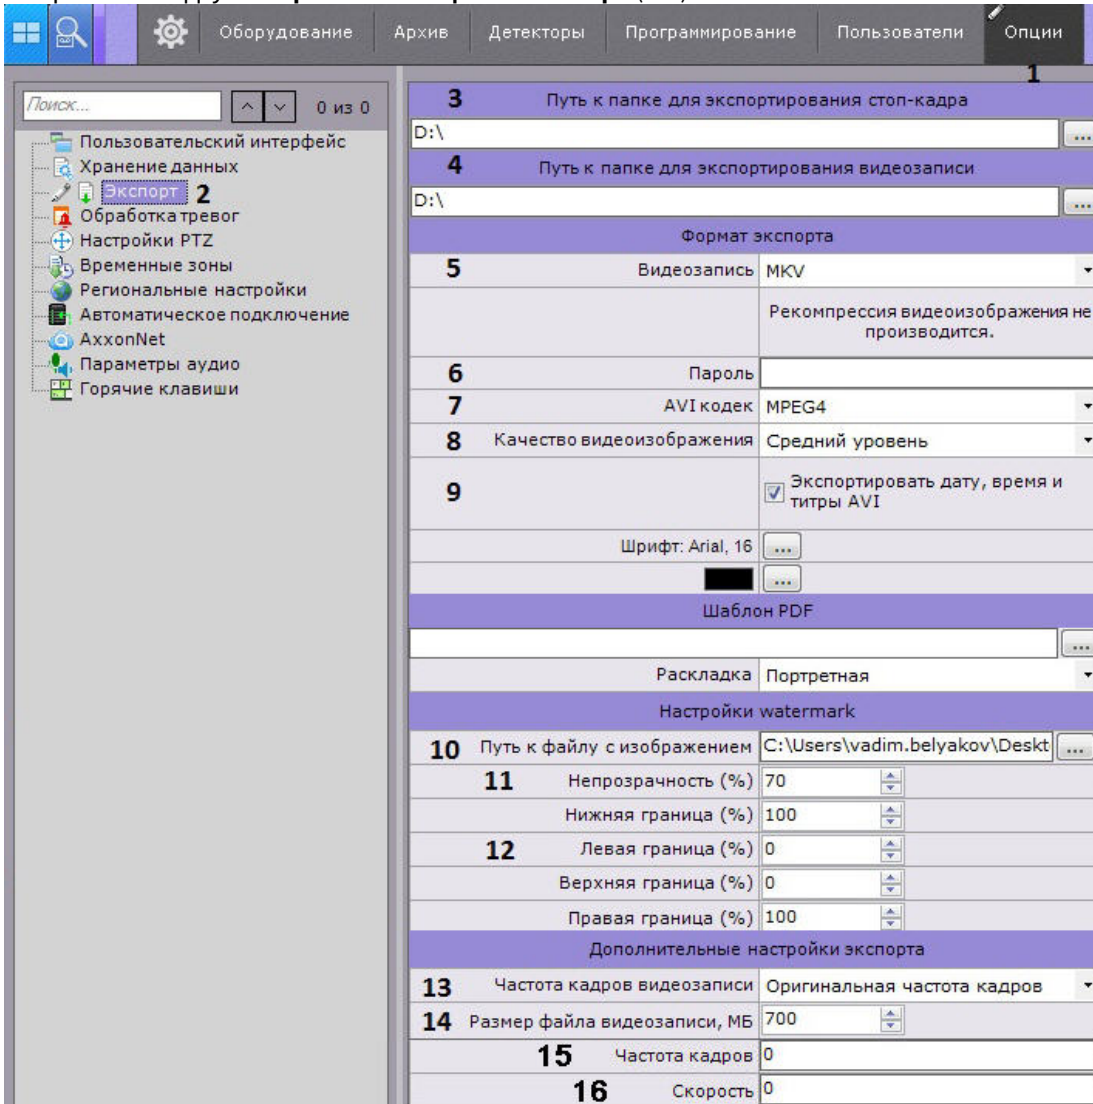 Оборудование Архив Детекторы Программирование Пользователи Опции
1
Поиск... 0 из 0
Пользовательский интерфейс
Хранение данных
Экспорт 2
Обработка тревог
Настройки PTZ
Временные зоны
Региональные настройки
Автоматическое подключение
AxxonNet
Параметры аудио
Горячие клавиши
3 Путь к папке для экспортирования стоп-кадра
D:\ ...
4 Путь к папке для экспортирования видеозаписи
D:\ ...
Формат экспорта
5 Видеозапись MKV
Рекомпрессия видеоизображения не
производится.
6 Пароль
7 AVI кодек MPEG4
8 Качество видеоизображения Средний уровень
9 Экспортировать дату, время и
титры AVI
Шрифт: Arial, 16 ...
...
Шаблон PDF
...
Раскладка Портретная
Настройки watermark
10 Путь к файлу с изображением C:\Users\vadim.belyakov\Deskt ...
11 Непрозрачность (%) 70
Нижняя граница (%) 100
12 Левая граница (%) 0
Верхняя граница (%) 0
Правая граница (%) 100
Дополнительные настройки экспорта
13 Частота кадров видеозаписи Оригинальная частота кадров
14 Размер файла видеозаписи, МБ 700
15 Частота кадров 0
16 Скорость 0